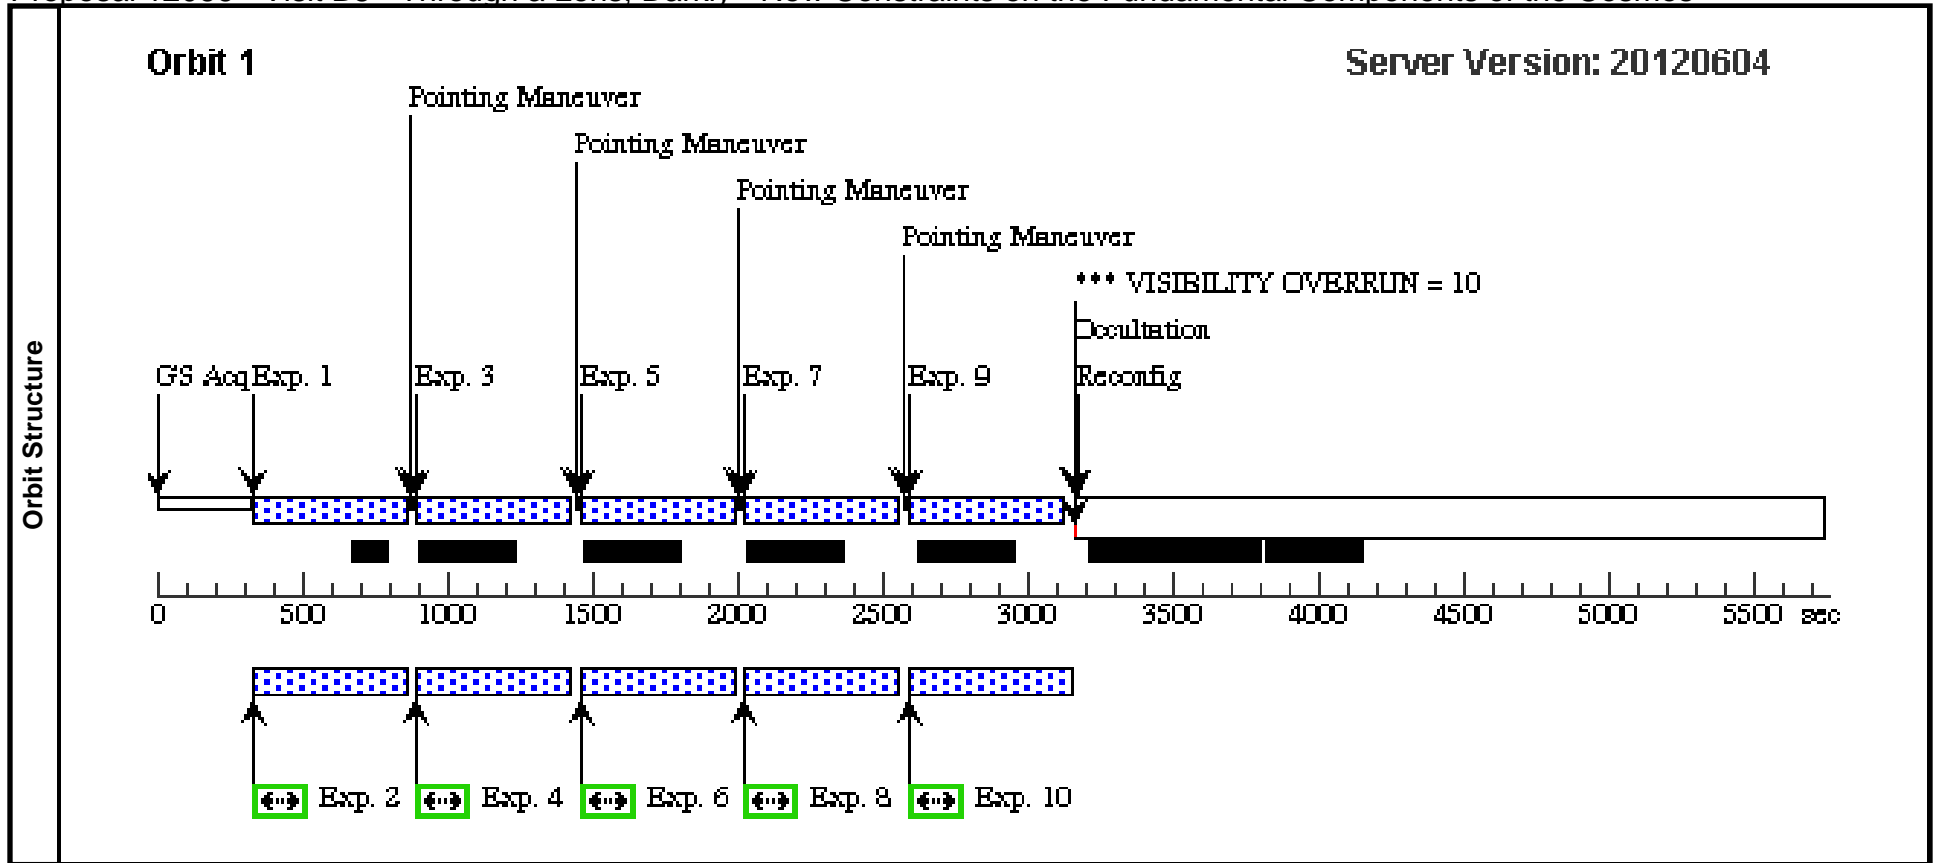 Orbit 1
Server Version: 20120604
Pointing Maneuver
Pointing Maneuver
Pointing Maneuver
Pointing Maneuver
*** VISIBILITY OVERRUN = 10
Occultation
GS Acq Exp. 1 Exp. 3 Exp. 5 Exp. 7 Exp. 9 Reconfig
Orbit Structure
0 500 1000 1500 2000 2500 3000 3500 4000 4500 5000 5500 sec
Exp. 2 Exp. 4 Exp. 6 Exp. 8 Exp. 10